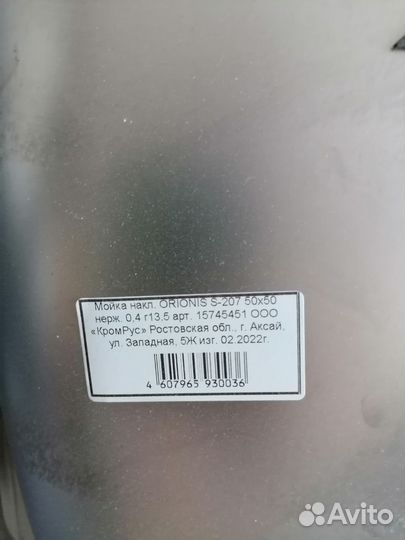 Мойка накл. ORIONIS S-207 50x50
нерж. 0,4 г13,5 арт. 15745451 ООО
«КромРус» Ростовская обл., г. Аксай,
ул. Западная, 5Ж изг. 02.2022г.
4 607965 930036
Avito